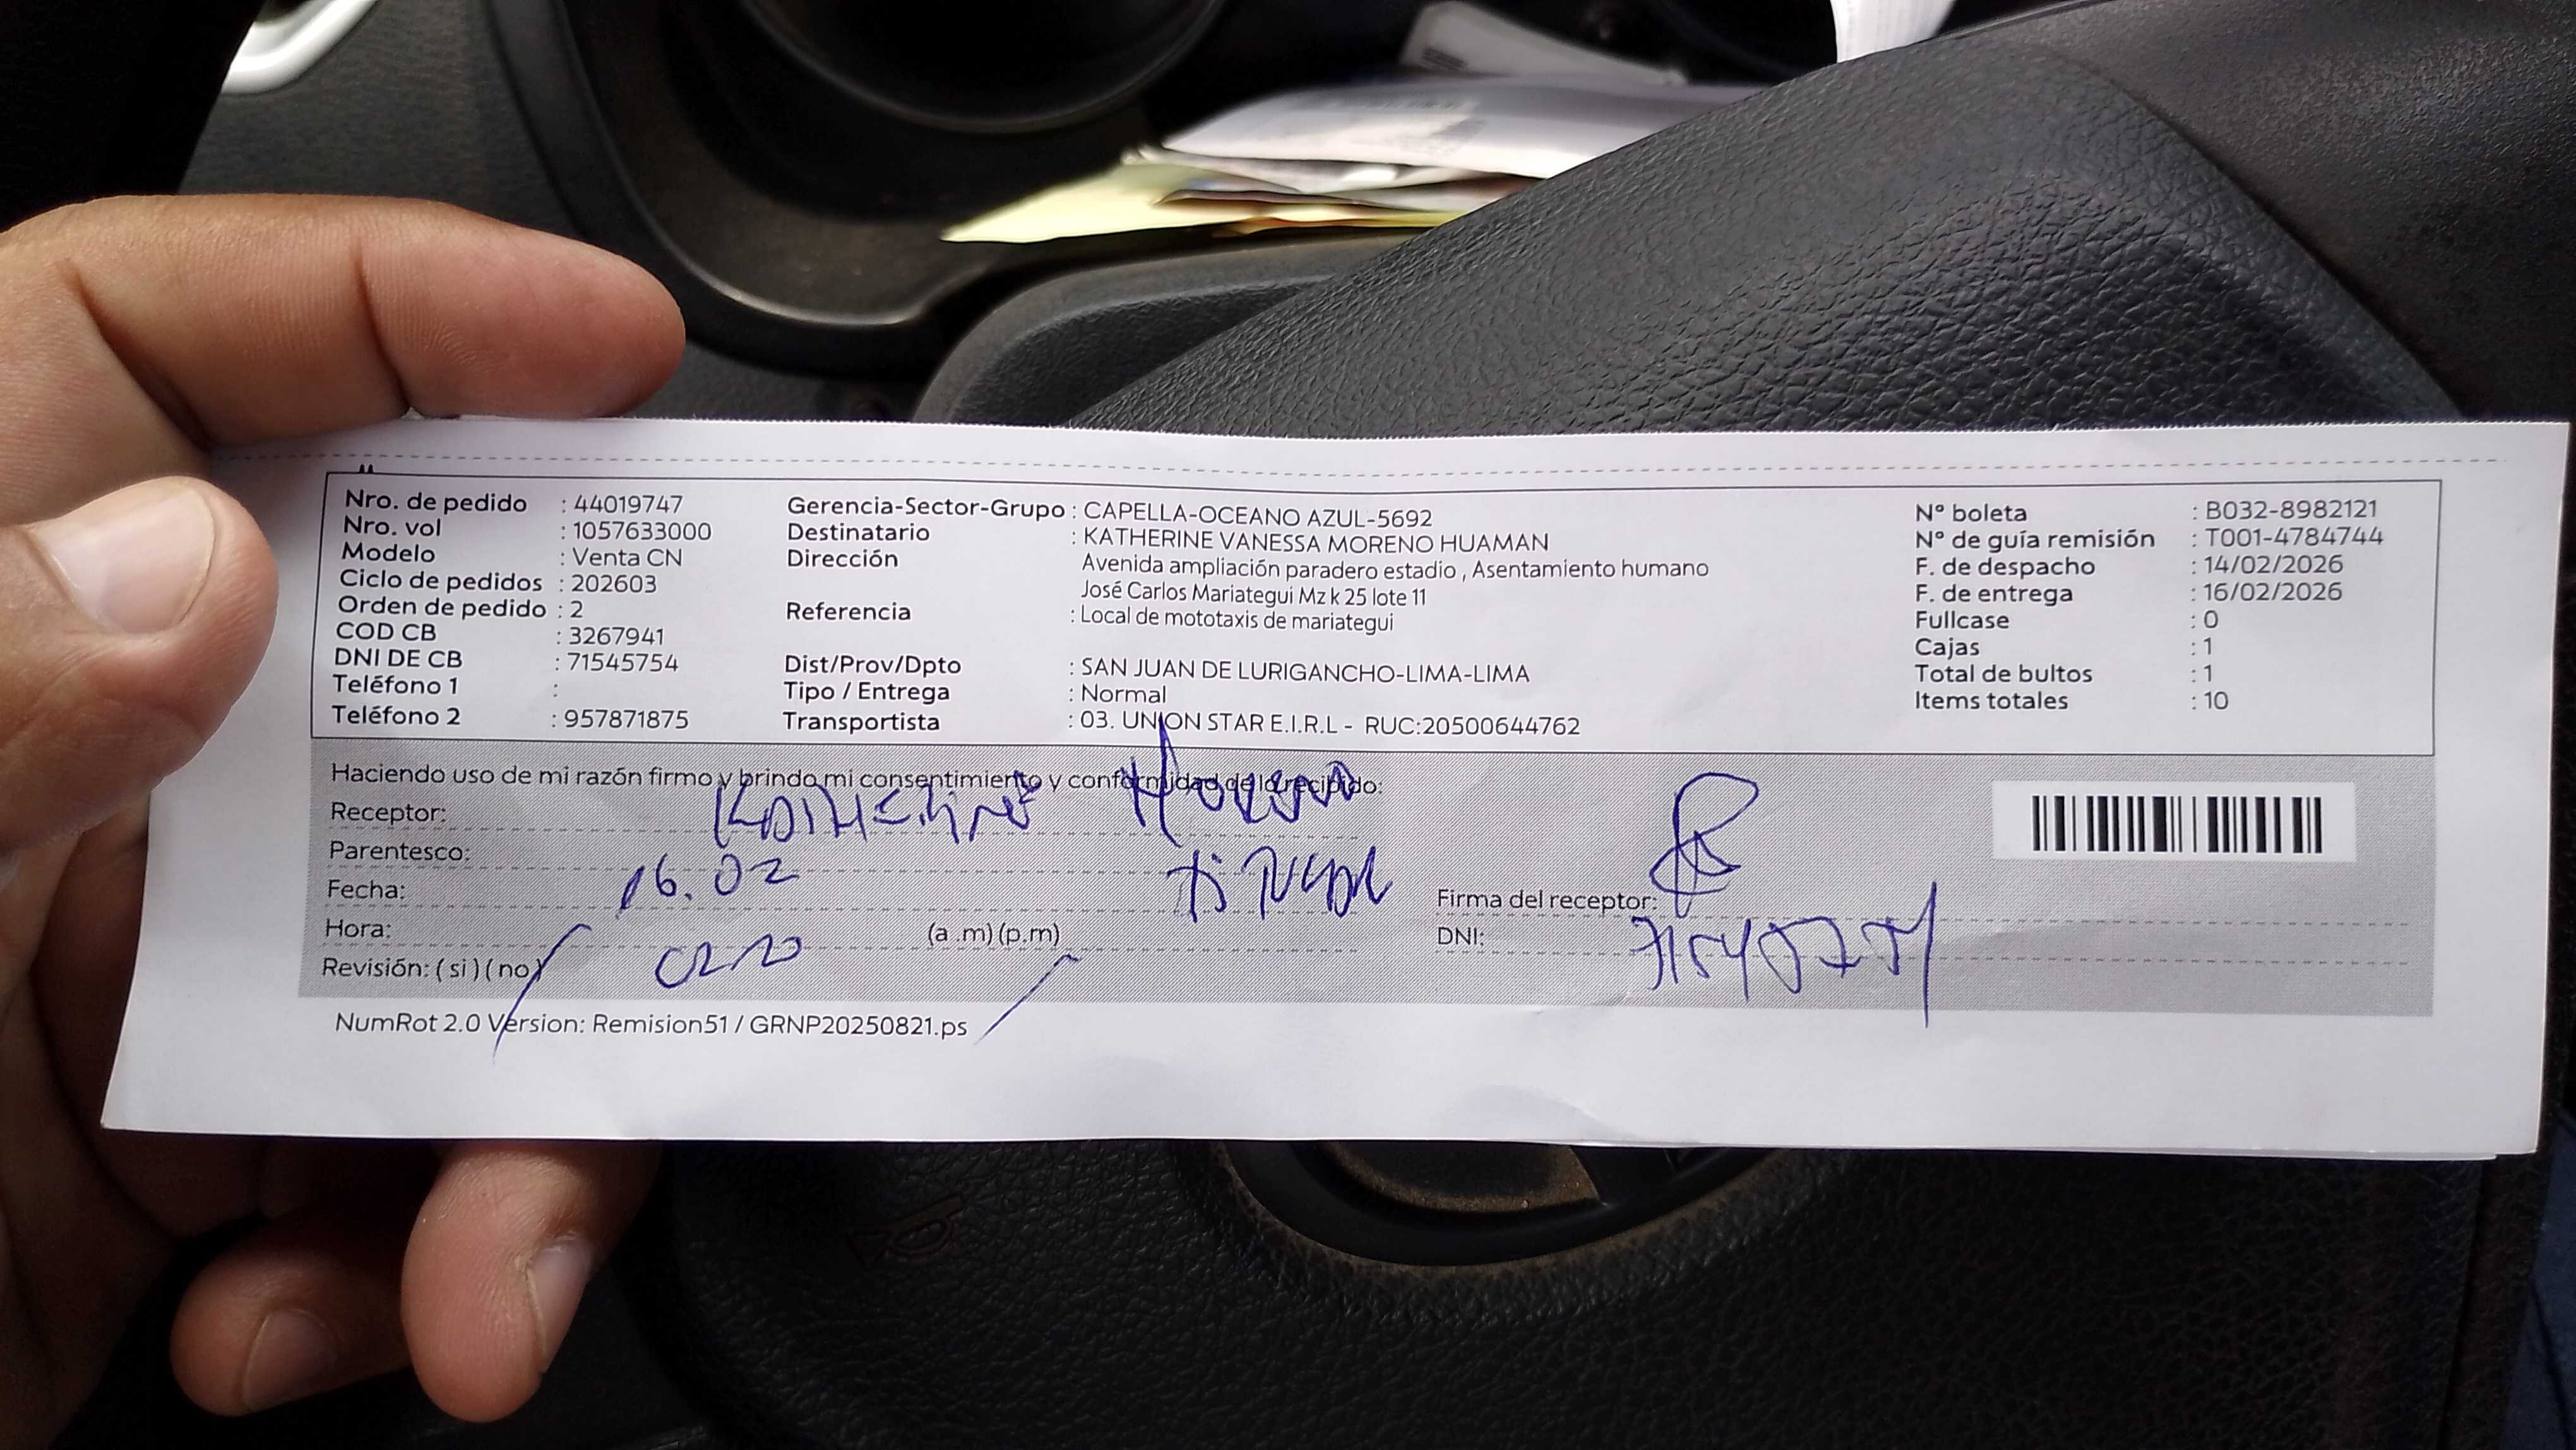 Nro. de pedido : 44019747
Nro. vol : 1057633000
Modelo : Venta CN
Ciclo de pedidos : 202603
Orden de pedido : 2
COD CB : 3267941
DNI DE CB : 71545754
Teléfono 1 :
Teléfono 2 : 957871875
Gerencia-Sector-Grupo : CAPELLA-OCEANO AZUL-5692
Destinatario : KATHERINE VANESSA MORENO HUAMAN
Dirección Avenida ampliación paradero estadio , Asentamiento humano
José Carlos Mariategui Mz k 25 lote 11
Referencia : Local de mototaxis de mariategui
Dist/Prov/Dpto : SAN JUAN DE LURIGANCHO-LIMA-LIMA
Tipo / Entrega : Normal
Transportista : 03. UNION STAR E.I.R.L - RUC:20500644762
N° boleta : B032-8982121
N° de guía remisión : T001-4784744
F. de despacho : 14/02/2026
F. de entrega : 16/02/2026
Fullcase : 0
Cajas : 1
Total de bultos : 1
Items totales : 10
Haciendo uso de mi razón firmo y brindo mi consentimiento y conformidad de lo recibido:
Receptor: Katherine Moreno
Parentesco:
Fecha: 16.02
Hora: (a .m) (p.m)
Revisión: ( si ) ( no )
Firma del receptor:
DNI: 71545754
NumRot 2.0 Version: Remision51 / GRNP20250821.ps